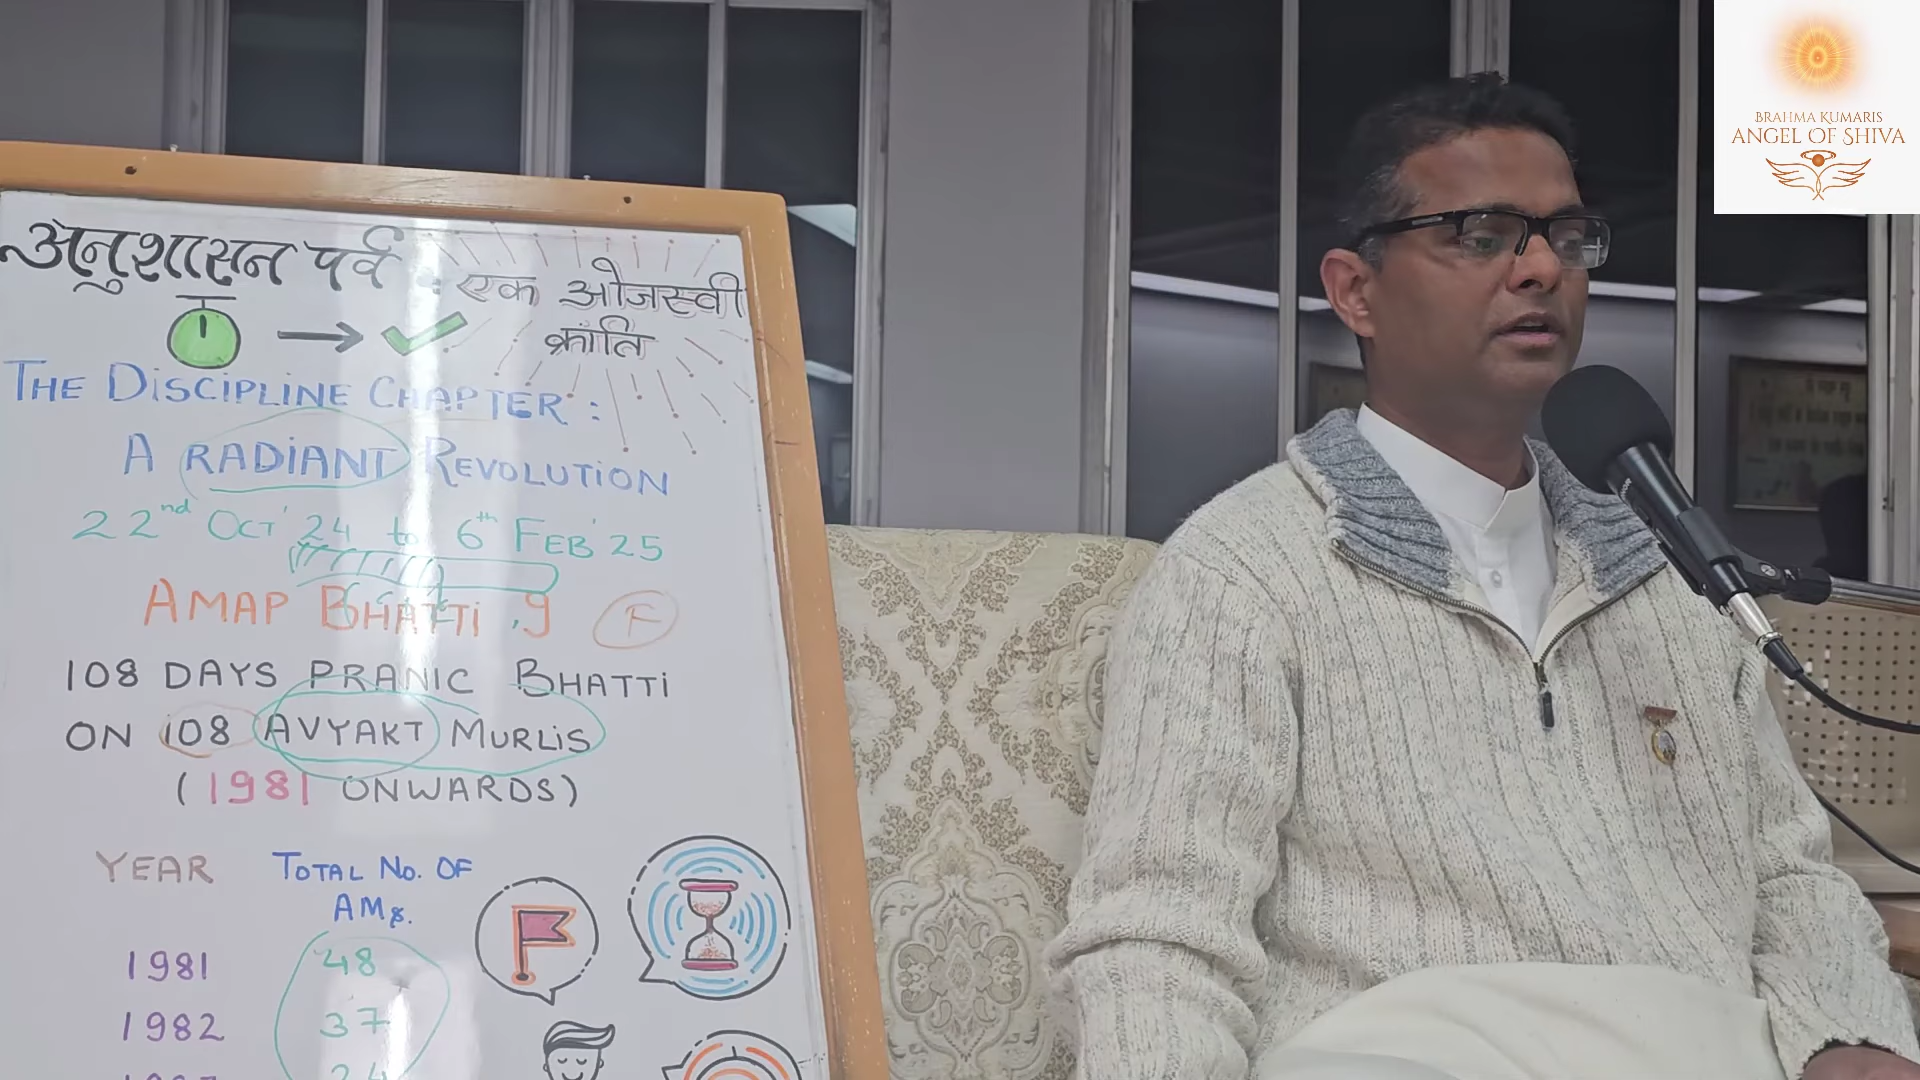 अनुशासन पर्व : एक ओजस्वी
क्रांति
THE DISCIPLINE CHAPTER :
A RADIANT REVOLUTION
22nd OCT' 24 to 6th FEB' 25
AMAP BHATTI . 9
F
108 DAYS PRANIC BHATTI
ON 108 AVYAKT MURLIS
(1981 ONWARDS)
YEAR TOTAL NO. OF
AMs.
1981 48
1982 37
24
BRAHMA KUMARIS
ANGEL OF SHIVA